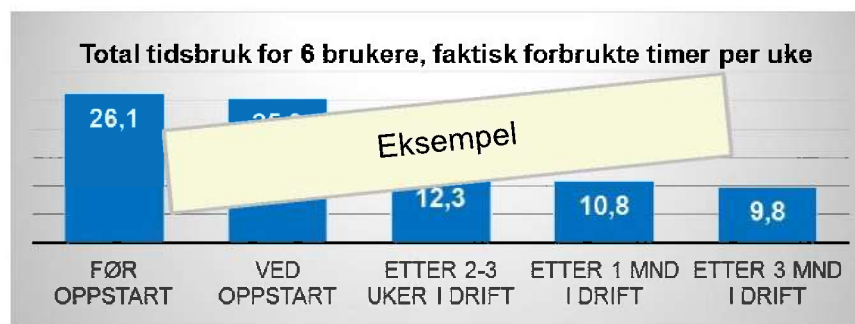 Total tidsbruk for 6 brukere, faktisk forbrukte timer per uke
26,1
Eksempel
12,3
10,8
9,8
FØR OPPSTART
VED OPPSTART
ETTER 2-3 UKER I DRIFT
ETTER 1 MND I DRIFT
ETTER 3 MND I DRIFT